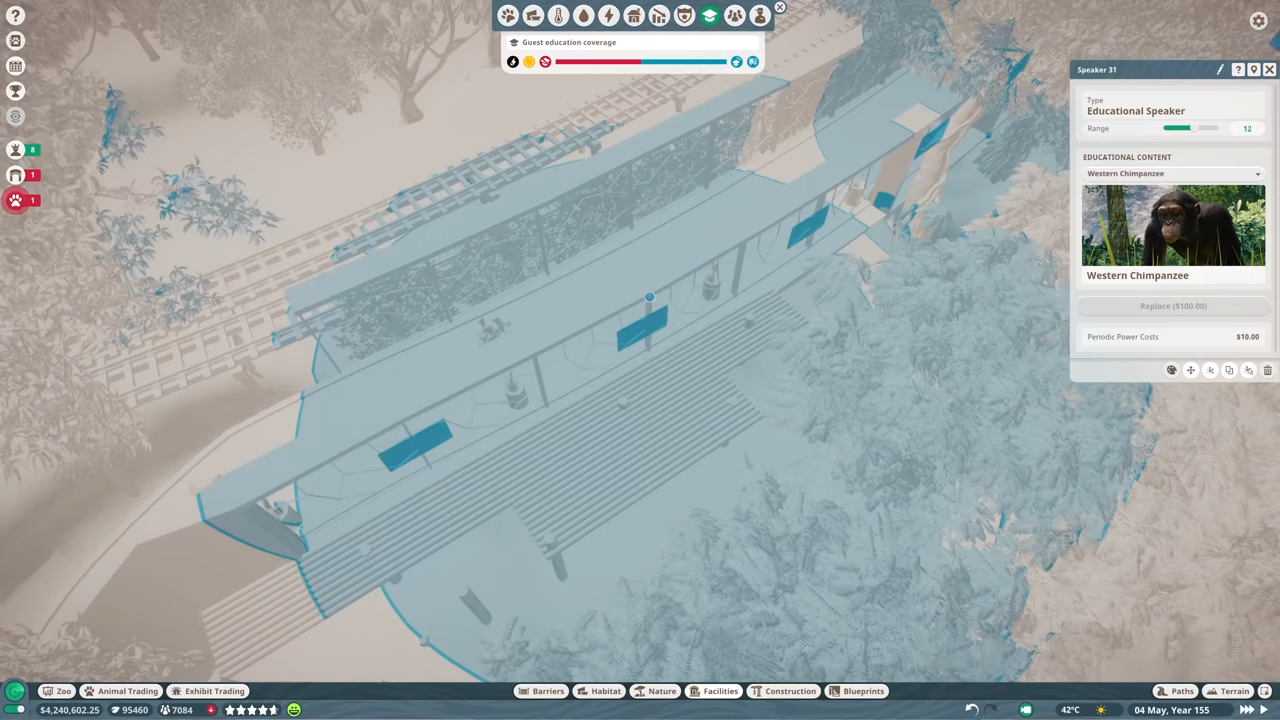 Guest education coverage
Speaker 31
?
Type
Educational Speaker
Range
12
EDUCATIONAL CONTENT
Western Chimpanzee
Western Chimpanzee
Replace ($100.00)
Periodic Power Costs
$10.00
?
8
1
1
Zoo
Animal Trading
Exhibit Trading
Barriers
Habitat
Nature
Facilities
Construction
Blueprints
Paths
Terrain
$4,240,602.25
95460
7084
42°C
04 May, Year 155